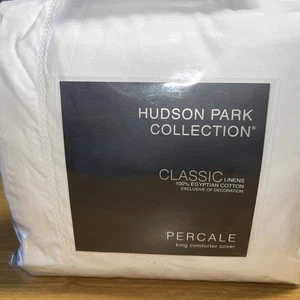 HUDSON PARK
COLLECTION®
CLASSIC LINENS
100% EGYPTIAN COTTON
EXCLUSIVE OF DECORATION
PERCALE
king comforter cover